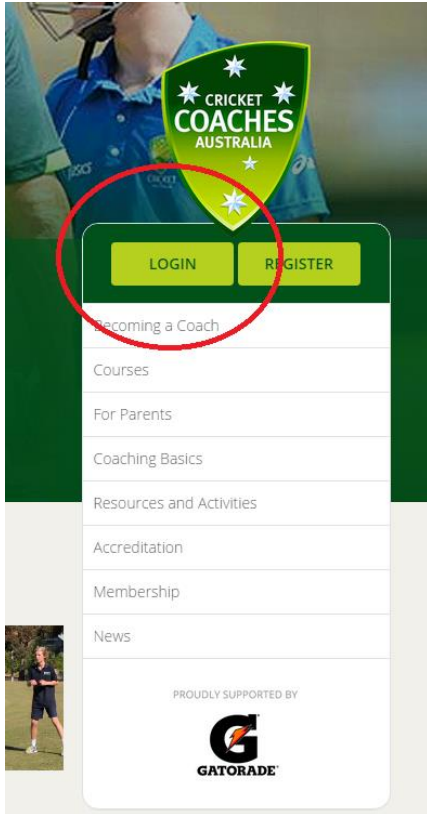 CRICKET
COACHES
AUSTRALIA
asics
LOGIN
REGISTER
Becoming a Coach
Courses
For Parents
Coaching Basics
Resources and Activities
Accreditation
Membership
News
PROUDLY SUPPORTED BY
G
GATORADE